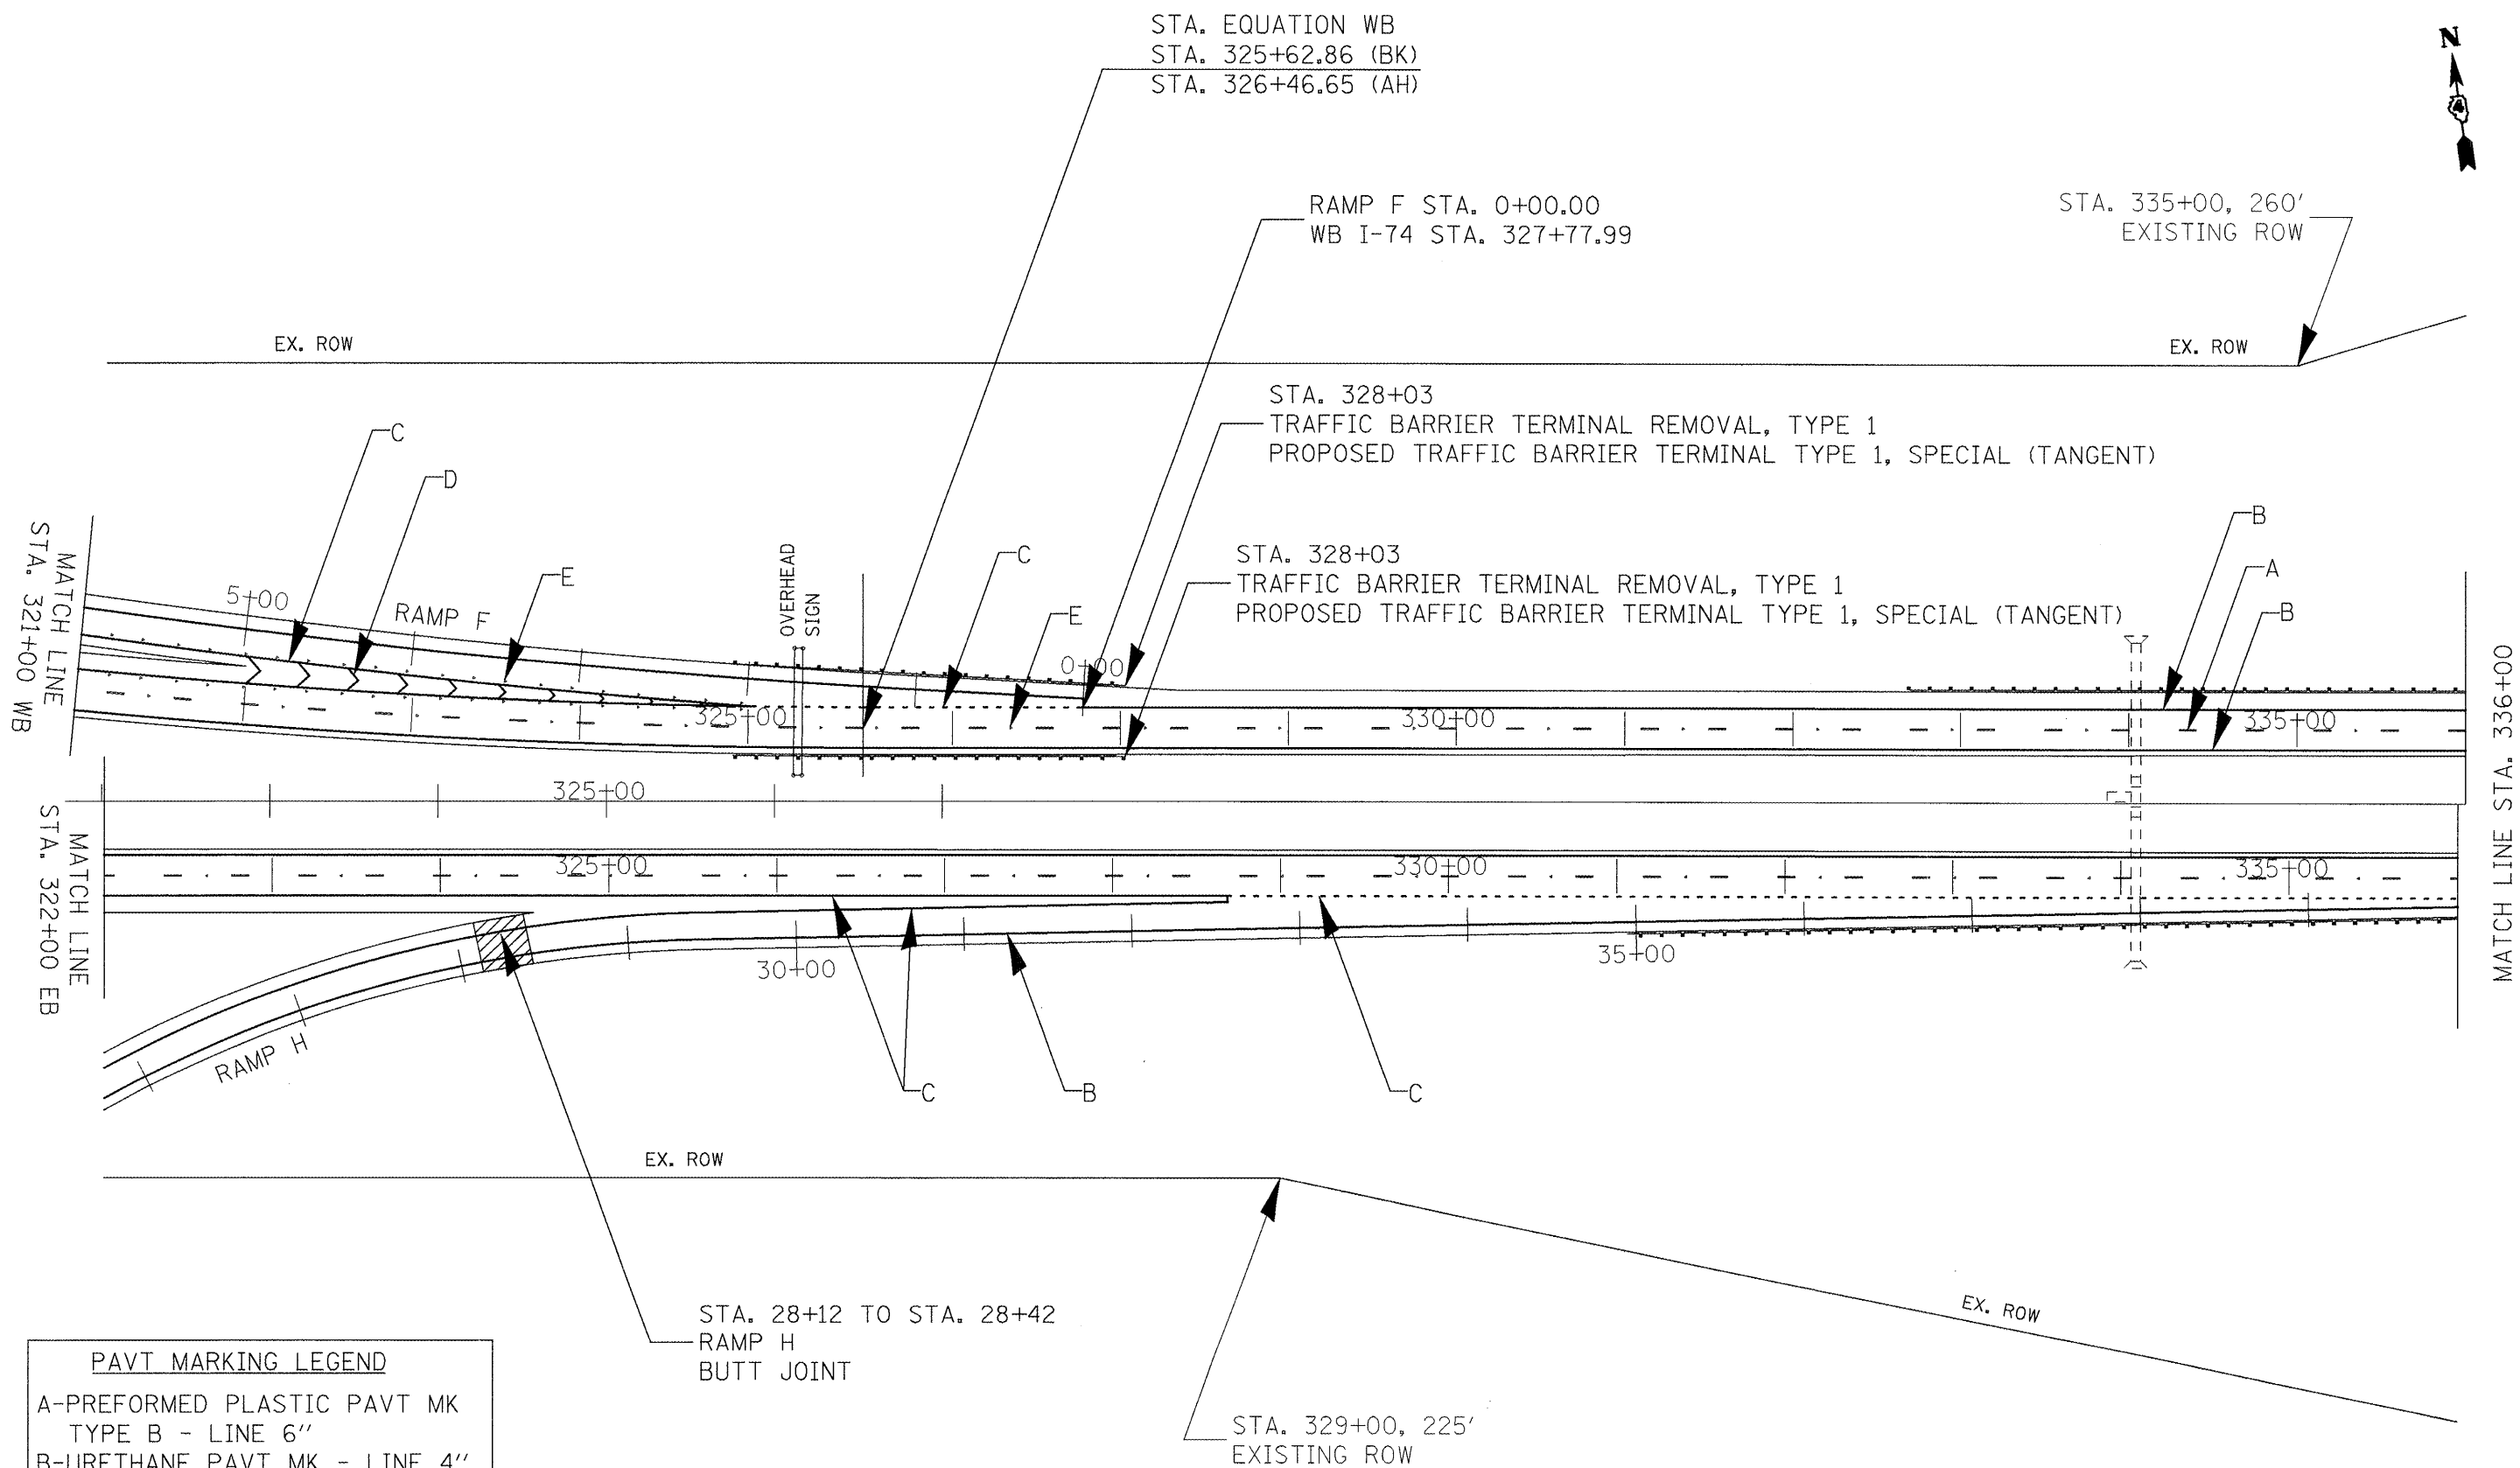 STA. EQUATION WB
STA. 325+62.86 (BK)
STA. 326+46.65 (AH)
N
4
RAMP F STA. 0+00.00
WB I-74 STA. 327+77.99
STA. 335+00, 260'
EXISTING ROW
EX. ROW
EX. ROW
STA. 328+03
TRAFFIC BARRIER TERMINAL REMOVAL, TYPE 1
PROPOSED TRAFFIC BARRIER TERMINAL TYPE 1, SPECIAL (TANGENT)
C
D
E
OVERHEAD
SIGN
C
STA. 328+03
TRAFFIC BARRIER TERMINAL REMOVAL, TYPE 1
PROPOSED TRAFFIC BARRIER TERMINAL TYPE 1, SPECIAL (TANGENT)
E
B
A
B
MATCH LINE
STA. 321+00 WB
5+00
RAMP F
0+00
325+00
330+00
335+00
MATCH LINE STA. 336+00
325+00
MATCH LINE
STA. 322+00 EB
325+00
330+00
335+00
30+00
35+00
RAMP H
C
B
C
EX. ROW
EX. ROW
STA. 28+12 TO STA. 28+42
RAMP H
BUTT JOINT
STA. 329+00, 225'
EXISTING ROW
PAVT MARKING LEGEND
A-PREFORMED PLASTIC PAVT MK
TYPE B - LINE 6"
B-URETHANE PAVT MK - LINE 4"